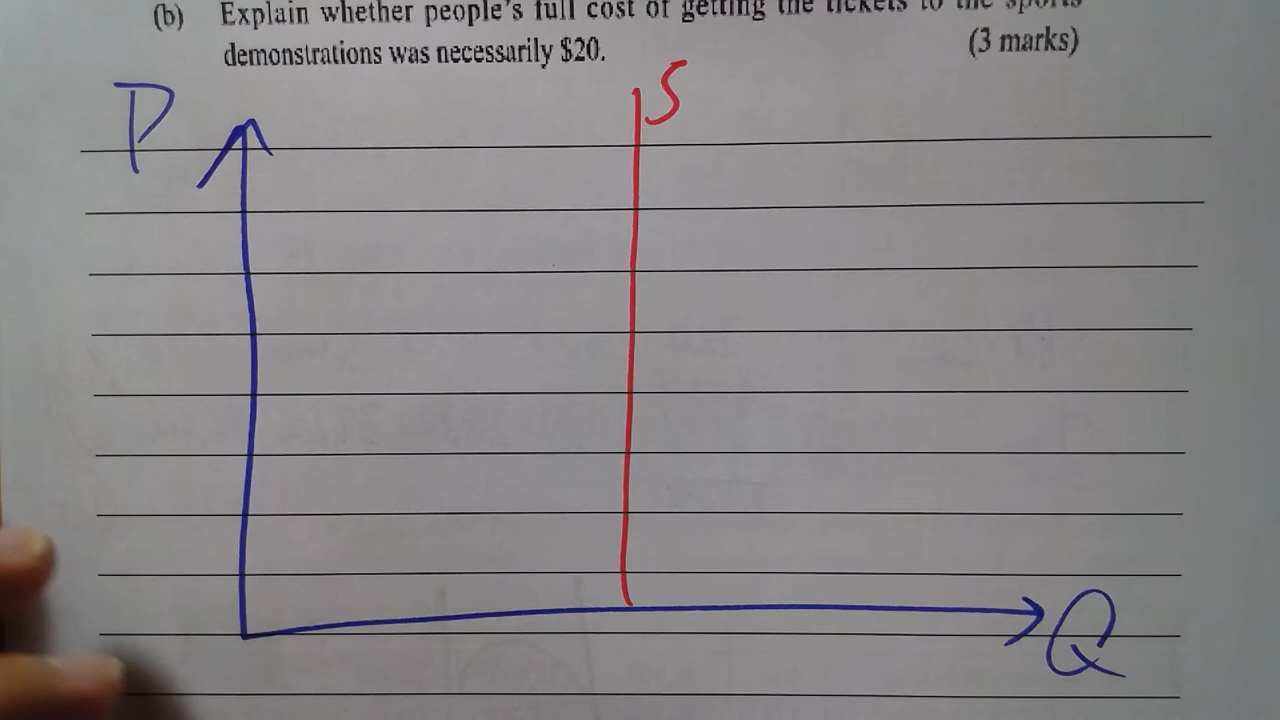 (b) Explain whether people's full cost of getting the tickets to the sports
demonstrations was necessarily $20. (3 marks)
P
S
Q